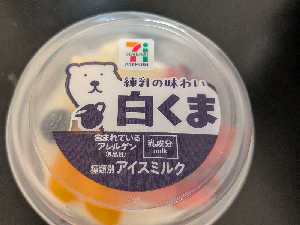 練乳の味わい
白くま
含まれている
アレルゲン
乳成分
milk
種類別 アイスミルク